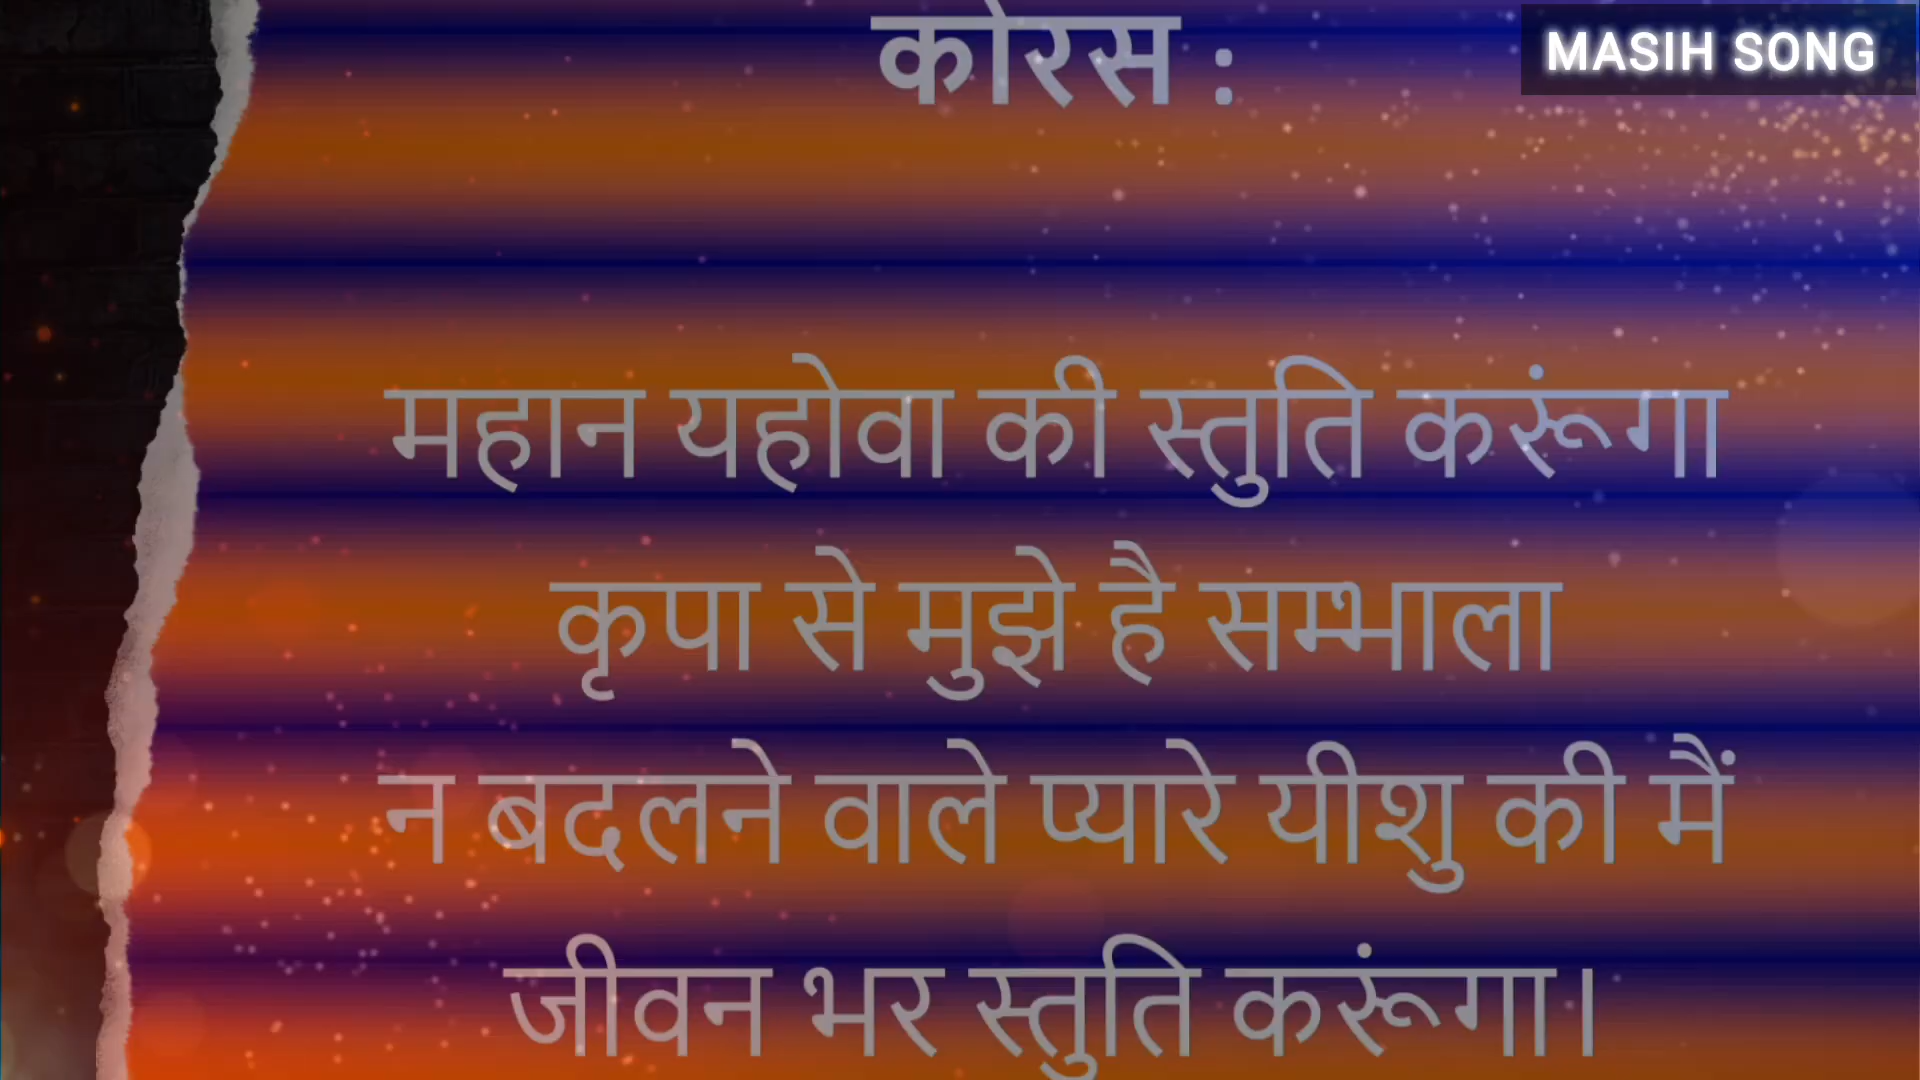 MASIH SONG
कोरस :
महान यहोवा की स्तुति करूंगा
कृपा से मुझे है सम्भाला
न बदलने वाले प्यारे यीशु की मैं
जीवन भर स्तुति करूंगा।